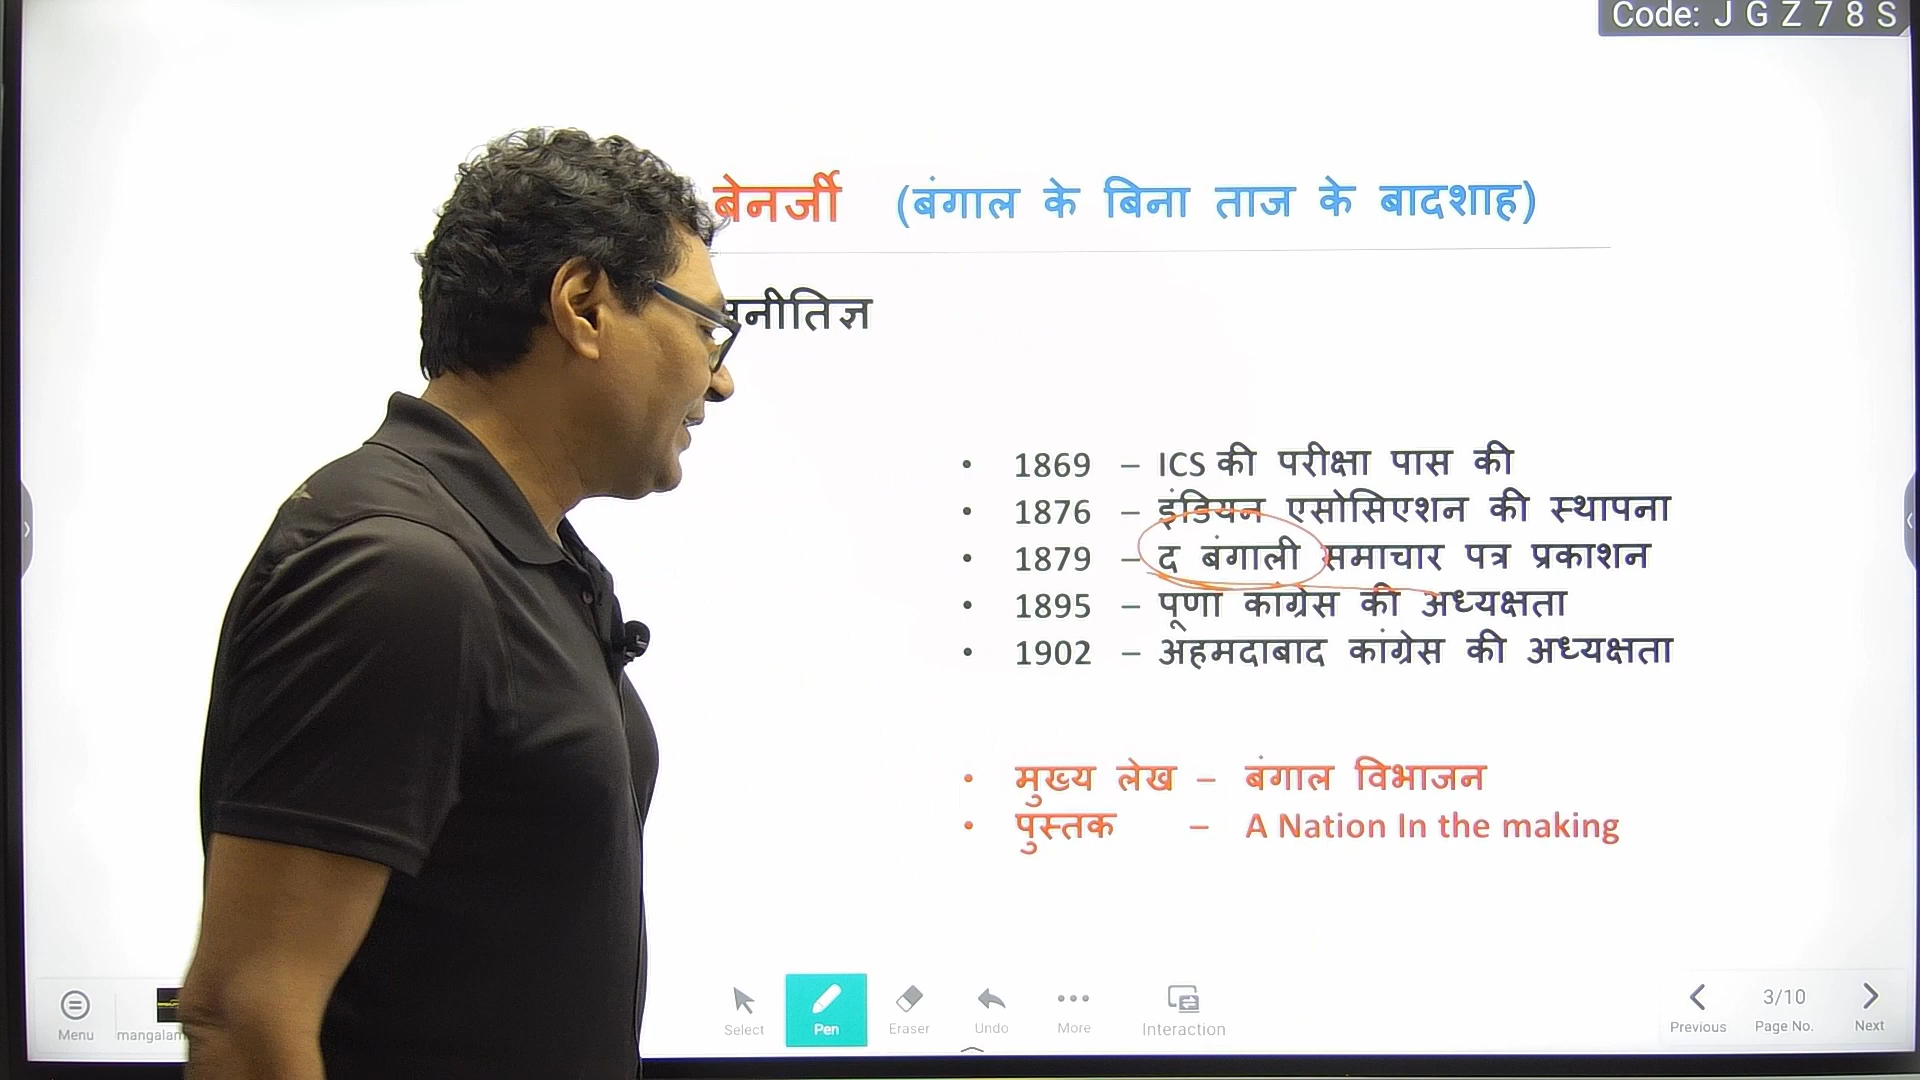 Code: J G Z 7 8 S
बेनर्जी (बंगाल के बिना ताज के बादशाह)
1869 – ICS की परीक्षा पास की
1876 – इंडियन एसोसिएशन की स्थापना
1879 – द बंगाली समाचार पत्र प्रकाशन
1895 – पूणा कांग्रेस की अध्यक्षता
1902 – अहमदाबाद कांग्रेस की अध्यक्षता
मुख्य लेख – बंगाल विभाजन
पुस्तक – A Nation In the making
Menu
Select
Pen
Eraser
Undo
More
Interaction
Previous
3/10
Page No.
Next